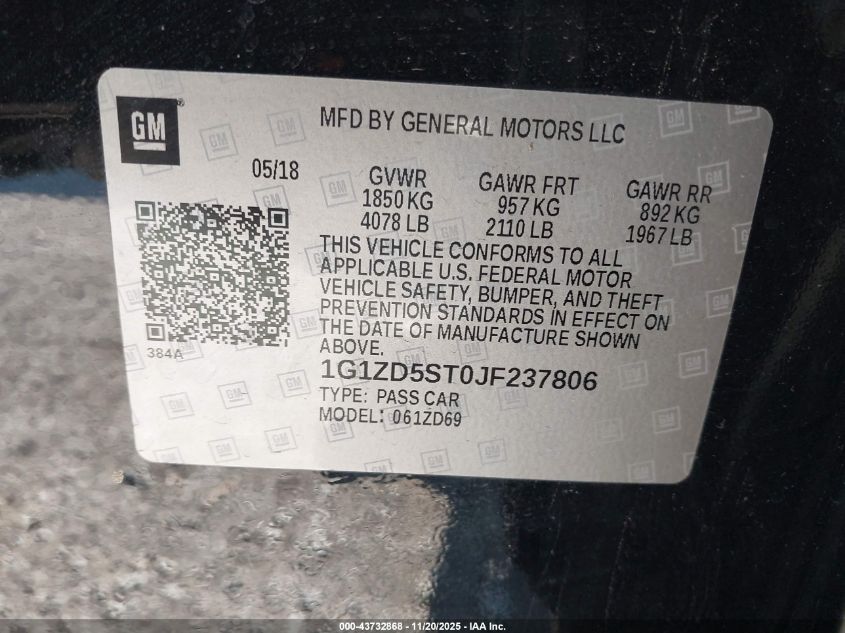 GM
MFD BY GENERAL MOTORS LLC
05/18
GVWR
1850 KG
4078 LB
GAWR FRT
957 KG
2110 LB
GAWR RR
892 KG
1967 LB
THIS VEHICLE CONFORMS TO ALL
APPLICABLE U.S. FEDERAL MOTOR
VEHICLE SAFETY, BUMPER, AND THEFT
PREVENTION STANDARDS IN EFFECT ON
THE DATE OF MANUFACTURE SHOWN
ABOVE.
384A
1G1ZD5ST0JF237806
TYPE: PASS CAR
MODEL: 061ZD69
000-43732868 - 11/20/2025 - IAA Inc.